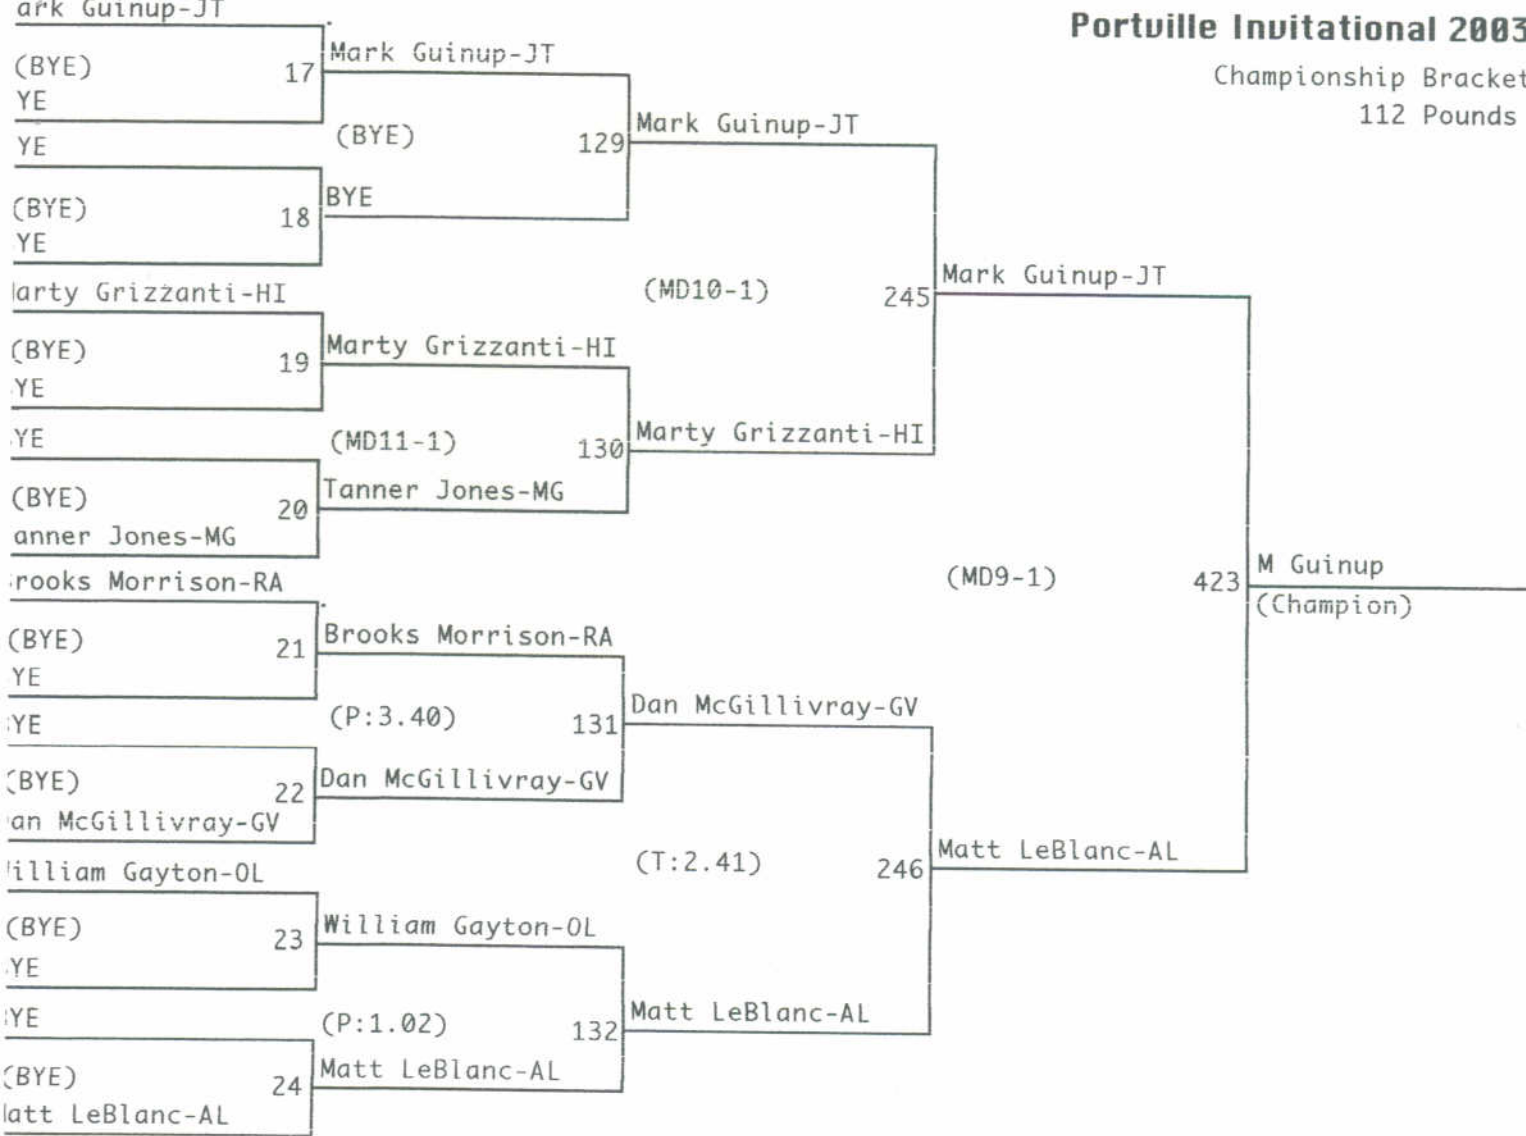 ark Guinup-JT
Portville Invitational 2003
Championship Bracket
112 Pounds
(BYE)
17
YE
Mark Guinup-JT
YE
(BYE)
129
Mark Guinup-JT
(BYE)
18
YE
BYE
arty Grizzanti-HI
(MD10-1)
245
Mark Guinup-JT
(BYE)
19
YE
Marty Grizzanti-HI
YE
(MD11-1)
130
Marty Grizzanti-HI
(BYE)
20
Tanner Jones-MG
anner Jones-MG
(MD9-1)
423
M Guinup
(Champion)
rooks Morrison-RA
(BYE)
21
Brooks Morrison-RA
YE
YE
(P:3.40)
131
Dan McGillivray-GV
(BYE)
22
Dan McGillivray-GV
an McGillivray-GV
(T:2.41)
246
Matt LeBlanc-AL
illiam Gayton-OL
(BYE)
23
William Gayton-OL
YE
YE
(P:1.02)
132
Matt LeBlanc-AL
(BYE)
24
Matt LeBlanc-AL
att LeBlanc-AL